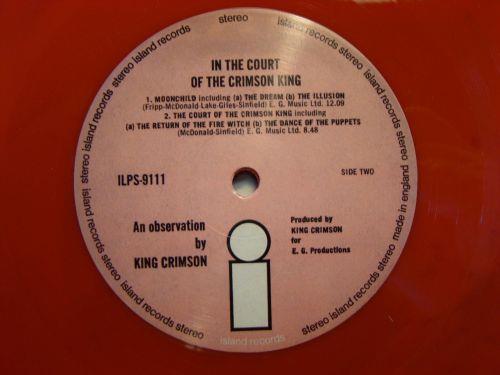 IN THE COURT
OF THE CRIMSON KING
1. MOONCHILD including (a) THE DREAM (b) THE ILLUSION
(Fripp-McDonald-Lake-Giles-Sinfield) E. G. Music Ltd. 12.09
2. THE COURT OF THE CRIMSON KING including
(a) THE RETURN OF THE FIRE WITCH (b) THE DANCE OF THE PUPPETS
(McDonald-Sinfield) E. G. Music Ltd. 8.48
ILPS-9111
SIDE TWO
An observation
by
KING CRIMSON
Produced by
KING CRIMSON
for
E. G. Productions
i
island records
island records stereo island records stereo island records stereo island records stereo
stereo island records stereo
made in england
stereo island records stereo